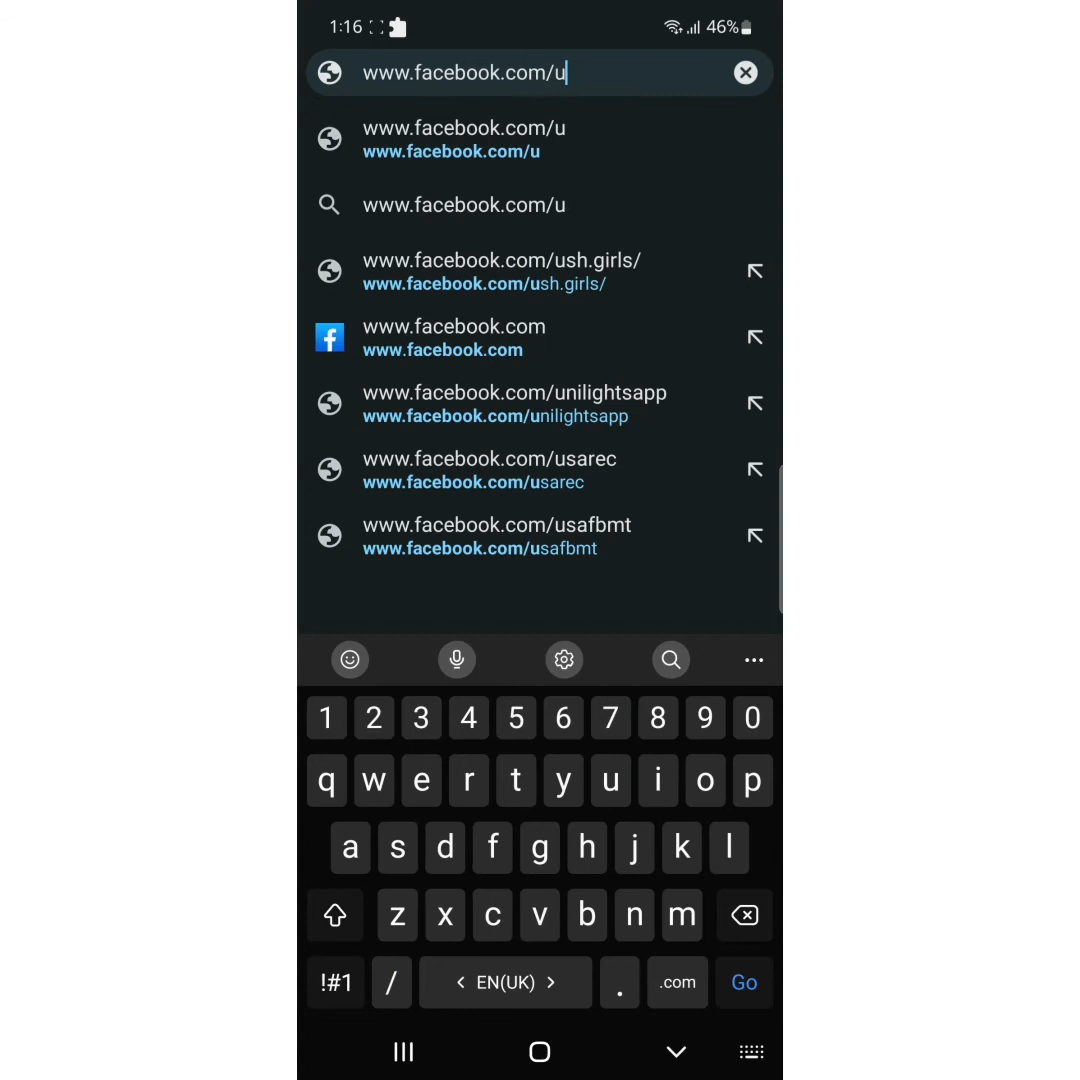 1:16 46%
www.facebook.com/u
www.facebook.com/u
www.facebook.com/u
www.facebook.com/u
www.facebook.com/ush.girls/
www.facebook.com/ush.girls/
www.facebook.com
www.facebook.com
www.facebook.com/unilightsapp
www.facebook.com/unilightsapp
www.facebook.com/usarec
www.facebook.com/usarec
www.facebook.com/usafbmt
www.facebook.com/usafbmt
1 2 3 4 5 6 7 8 9 0
q w e r t y u i o p
a s d f g h j k l
z x c v b n m
!#1 / < EN(UK) > . .com Go